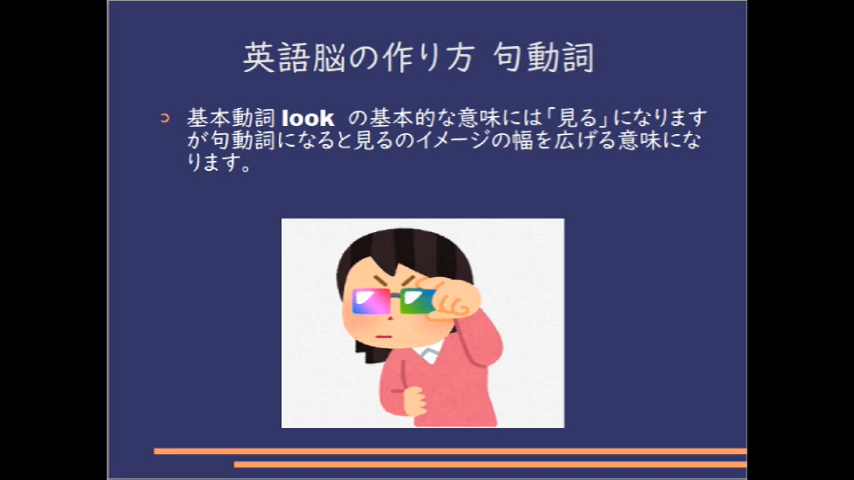 英語脳の作り方 句動詞
基本動詞 look の基本的な意味には「見る」になります
が句動詞になると見るのイメージの幅を広げる意味にな
ります。